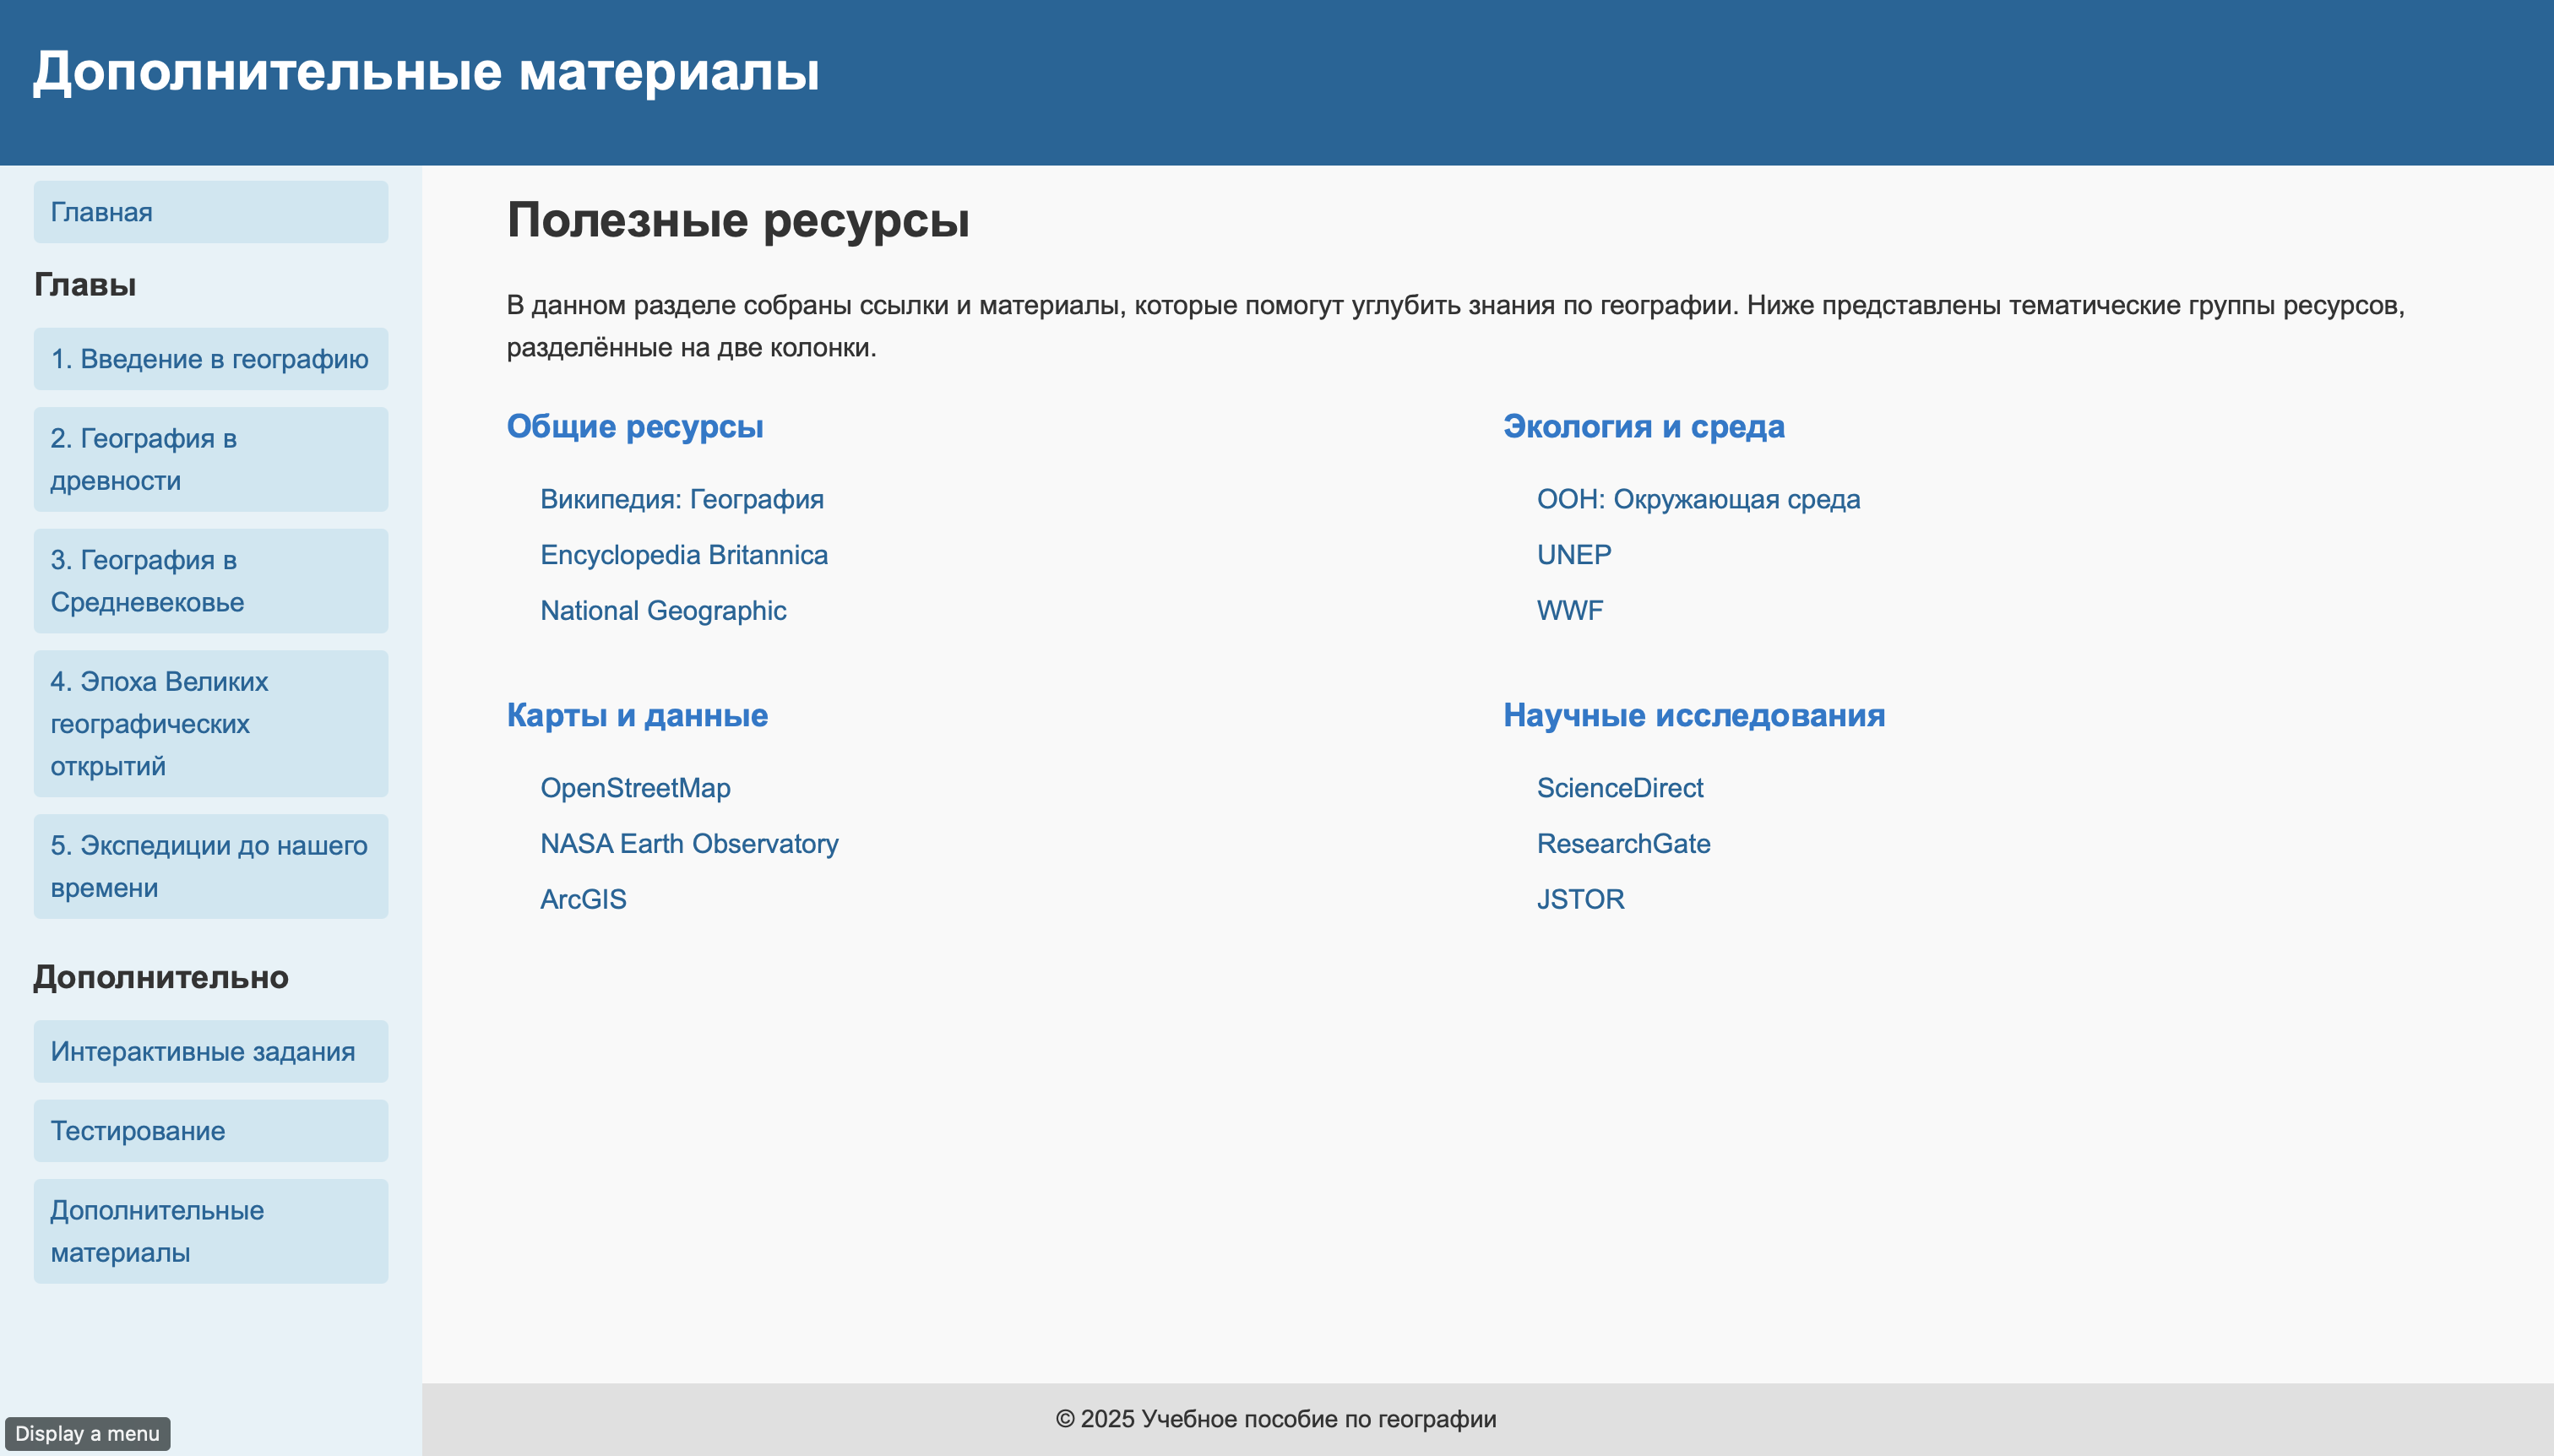 Дополнительные материалы
Главная
Главы
1. Введение в географию
2. География в
древности
3. География в
Средневековье
4. Эпоха Великих
географических
открытий
5. Экспедиции до нашего
времени
Дополнительно
Интерактивные задания
Тестирование
Дополнительные
материалы
Полезные ресурсы
В данном разделе собраны ссылки и материалы, которые помогут углубить знания по географии. Ниже представлены тематические группы ресурсов,
разделённые на две колонки.
Общие ресурсы
Википедия: География
Encyclopedia Britannica
National Geographic
Карты и данные
OpenStreetMap
NASA Earth Observatory
ArcGIS
Экология и среда
ООН: Окружающая среда
UNEP
WWF
Научные исследования
ScienceDirect
ResearchGate
JSTOR
© 2025 Учебное пособие по географии
Display a menu